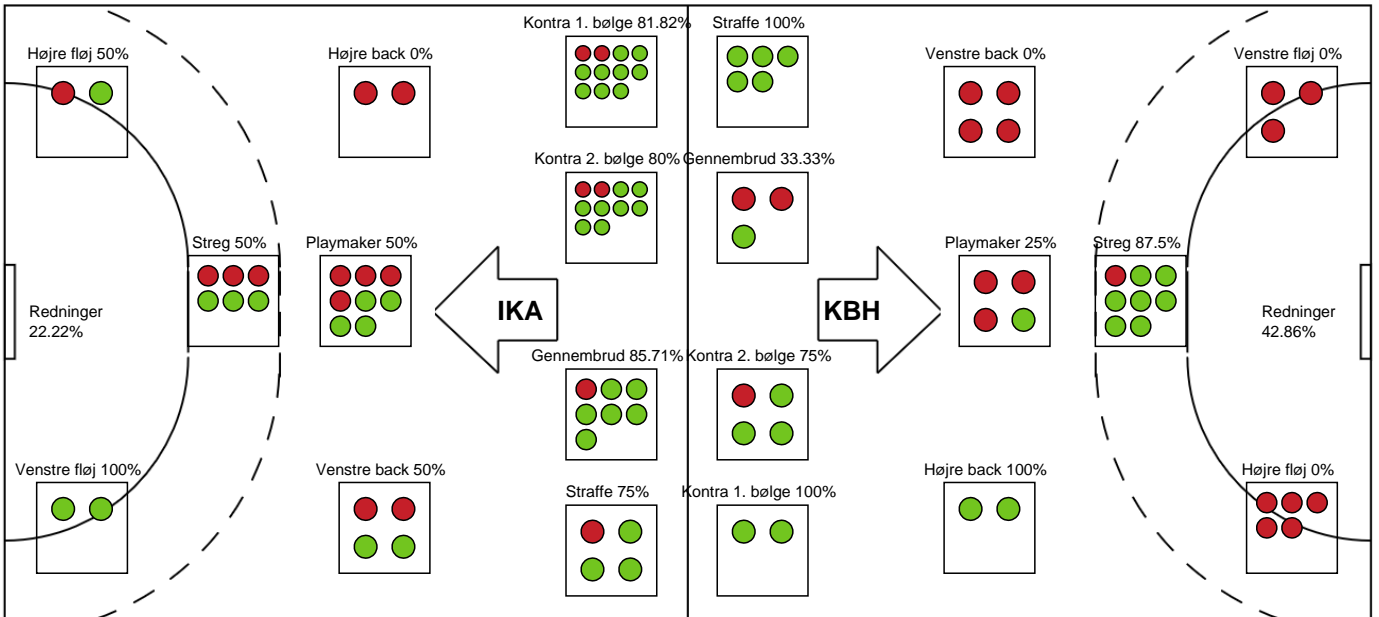 Kontra 1. bølge 81.82%
Straffe 100%
Højre fløj 50%
Højre back 0%
Venstre back 0%
Venstre fløj 0%
Kontra 2. bølge 80%
Gennembrud 33.33%
Streg 50%
Playmaker 50%
Playmaker 25%
Streg 87.5%
Redninger
22.22%
IKA
KBH
Redninger
42.86%
Gennembrud 85.71%
Kontra 2. bølge 75%
Venstre fløj 100%
Venstre back 50%
Højre back 100%
Højre fløj 0%
Straffe 75%
Kontra 1. bølge 100%